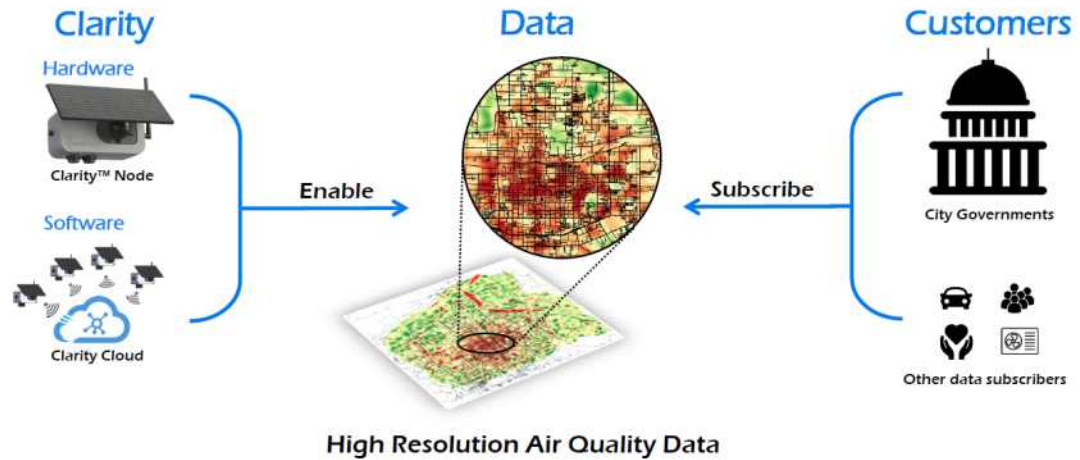 Clarity
Hardware
Clarity™ Node
Software
Clarity Cloud
Enable
Data
High Resolution Air Quality Data
Subscribe
Customers
City Governments
Other data subscribers